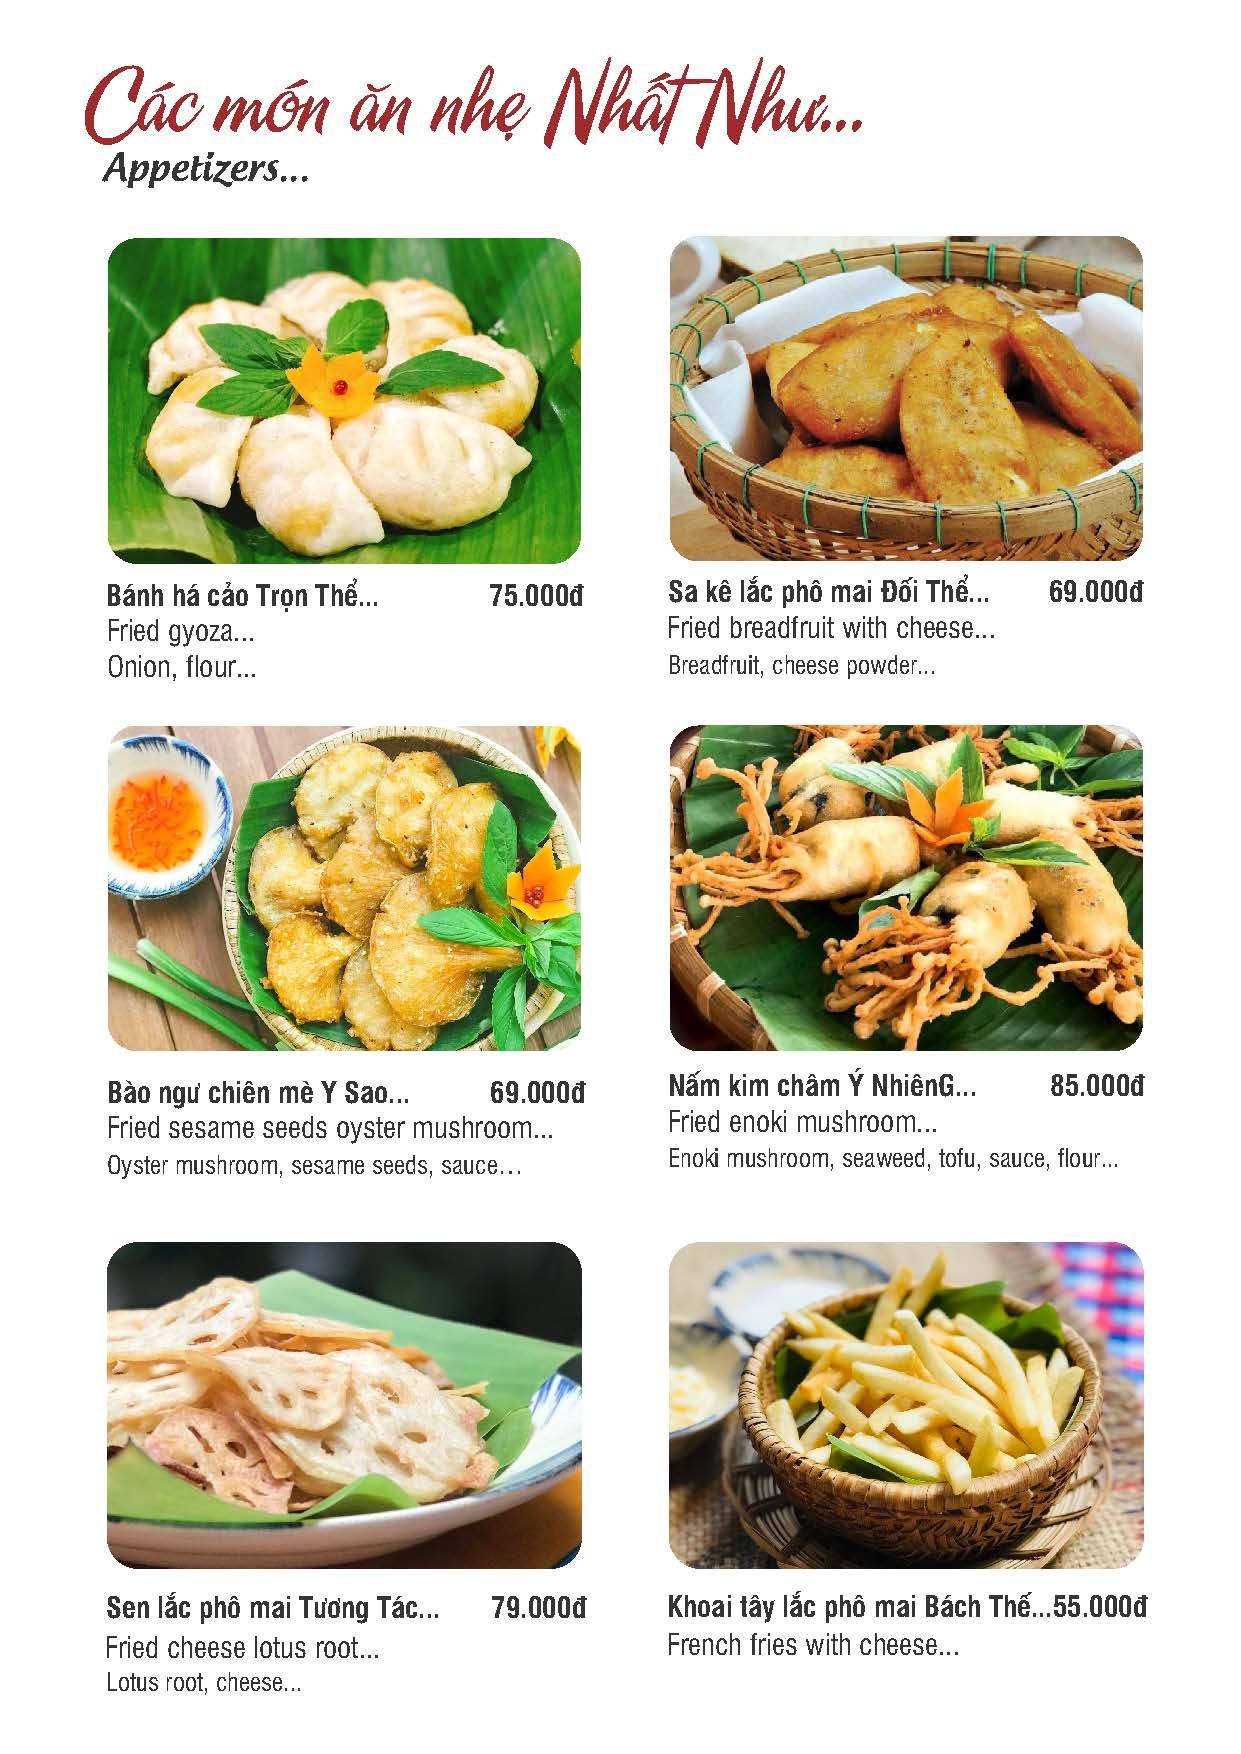 Các món ăn nhẹ Nhất Như...
Appetizers...
Bánh há cảo Trọn Thể... 75.000đ
Fried gyoza...
Onion, flour...
Sa kê lắc phô mai Đối Thể... 69.000đ
Fried breadfruit with cheese...
Breadfruit, cheese powder...
Bào ngư chiên mè Y Sao... 69.000đ
Fried sesame seeds oyster mushroom...
Oyster mushroom, sesame seeds, sauce...
Nấm kim châm Ý NhiênG... 85.000đ
Fried enoki mushroom...
Enoki mushroom, seaweed, tofu, sauce, flour...
Sen lắc phô mai Tương Tác... 79.000đ
Fried cheese lotus root...
Lotus root, cheese...
Khoai tây lắc phô mai Bách Thế...55.000đ
French fries with cheese...